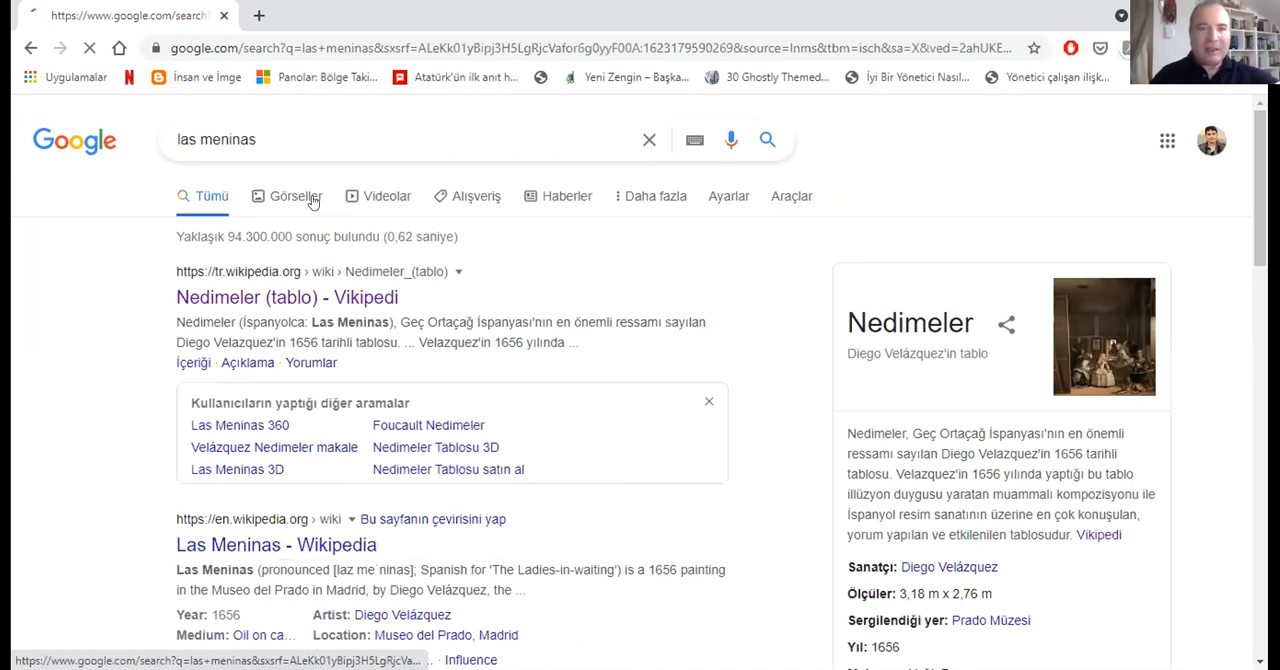 https://www.google.com/search?
https://www.google.com/search?q=las+meninas&sxsrf=ALeKk01yBipj3H5LgRjcVafor6g0yyF00A:1623179590269&source=lnms&tbm=isch&sa=X&ved=2ahUKE...
Uygulamalar
İnsan ve İmge
Panolar: Bölge Taki...
Atatürk'ün ilk anıt h...
Yeni Zengin – Başka...
30 Ghostly Themed...
İyi Bir Yönetici Nasıl...
Yönetici çalışan ilişk...
Google
las meninas
Tümü
Görseller
Videolar
Alışveriş
Haberler
Daha fazla
Ayarlar
Araçlar
Yaklaşık 94.300.000 sonuç bulundu (0,62 saniye)
https://tr.wikipedia.org › wiki › Nedimeler_(tablo)
Nedimeler (tablo) - Vikipedi
Nedimeler (İspanyolca: Las Meninas), Geç Ortaçağ İspanyası'nın en önemli ressamı sayılan
Diego Velazquez'in 1656 tarihli tablosu. ... Velazquez'in 1656 yılında ...
İçeriği · Açıklama · Yorumlar
Kullanıcıların yaptığı diğer aramalar
Las Meninas 360
Foucault Nedimeler
Velázquez Nedimeler makale
Nedimeler Tablosu 3D
Las Meninas 3D
Nedimeler Tablosu satın al
https://en.wikipedia.org › wiki
Bu sayfanın çevirisini yap
Las Meninas - Wikipedia
Las Meninas (pronounced [laz meˈninas]; Spanish for 'The Ladies-in-waiting') is a 1656 painting
in the Museo del Prado in Madrid, by Diego Velázquez, the ...
Year: 1656
Artist: Diego Velázquez
Medium: Oil on ca...
Location: Museo del Prado, Madrid
Influence
https://www.google.com/search?q=las+meninas&sxsrf=ALeKk01yBipj3H5LgRjcVa...
Nedimeler
Diego Velázquez'in tablo
Nedimeler, Geç Ortaçağ İspanyası'nın en önemli
ressamı sayılan Diego Velazquez'in 1656 tarihli
tablosu. Velazquez'in 1656 yılında yaptığı bu tablo
illüzyon duygusu yaratan muammalı kompozisyonu ile
İspanyol resim sanatının üzerine en çok konuşulan,
yorum yapılan ve etkilenilen tablosudur. Vikipedi
Sanatçı: Diego Velázquez
Ölçüler: 3,18 m x 2,76 m
Sergilendiği yer: Prado Müzesi
Yıl: 1656